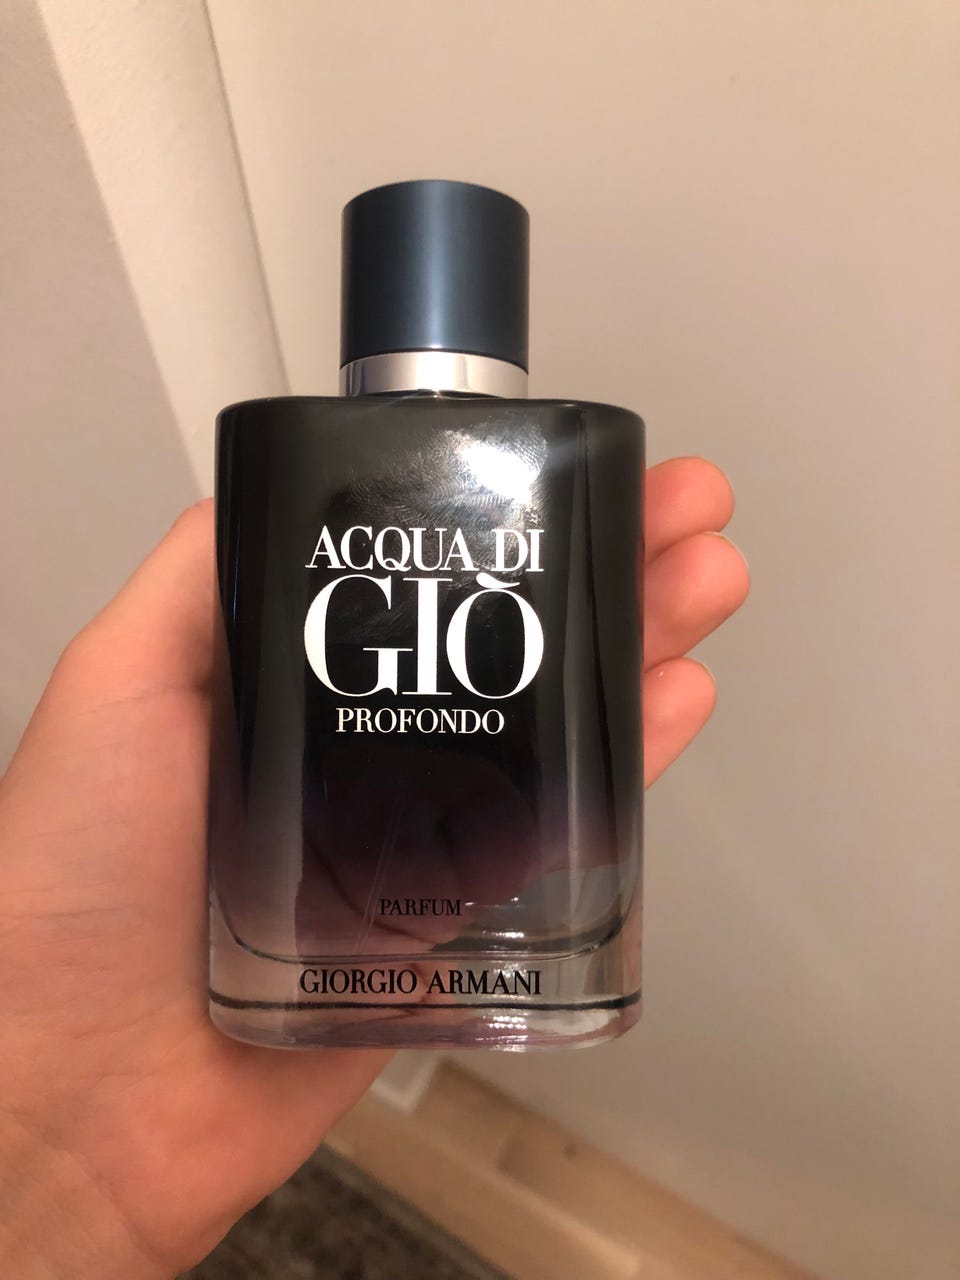 ACQUA DI
GIÒ
PROFONDO
PARFUM
GIORGIO ARMANI